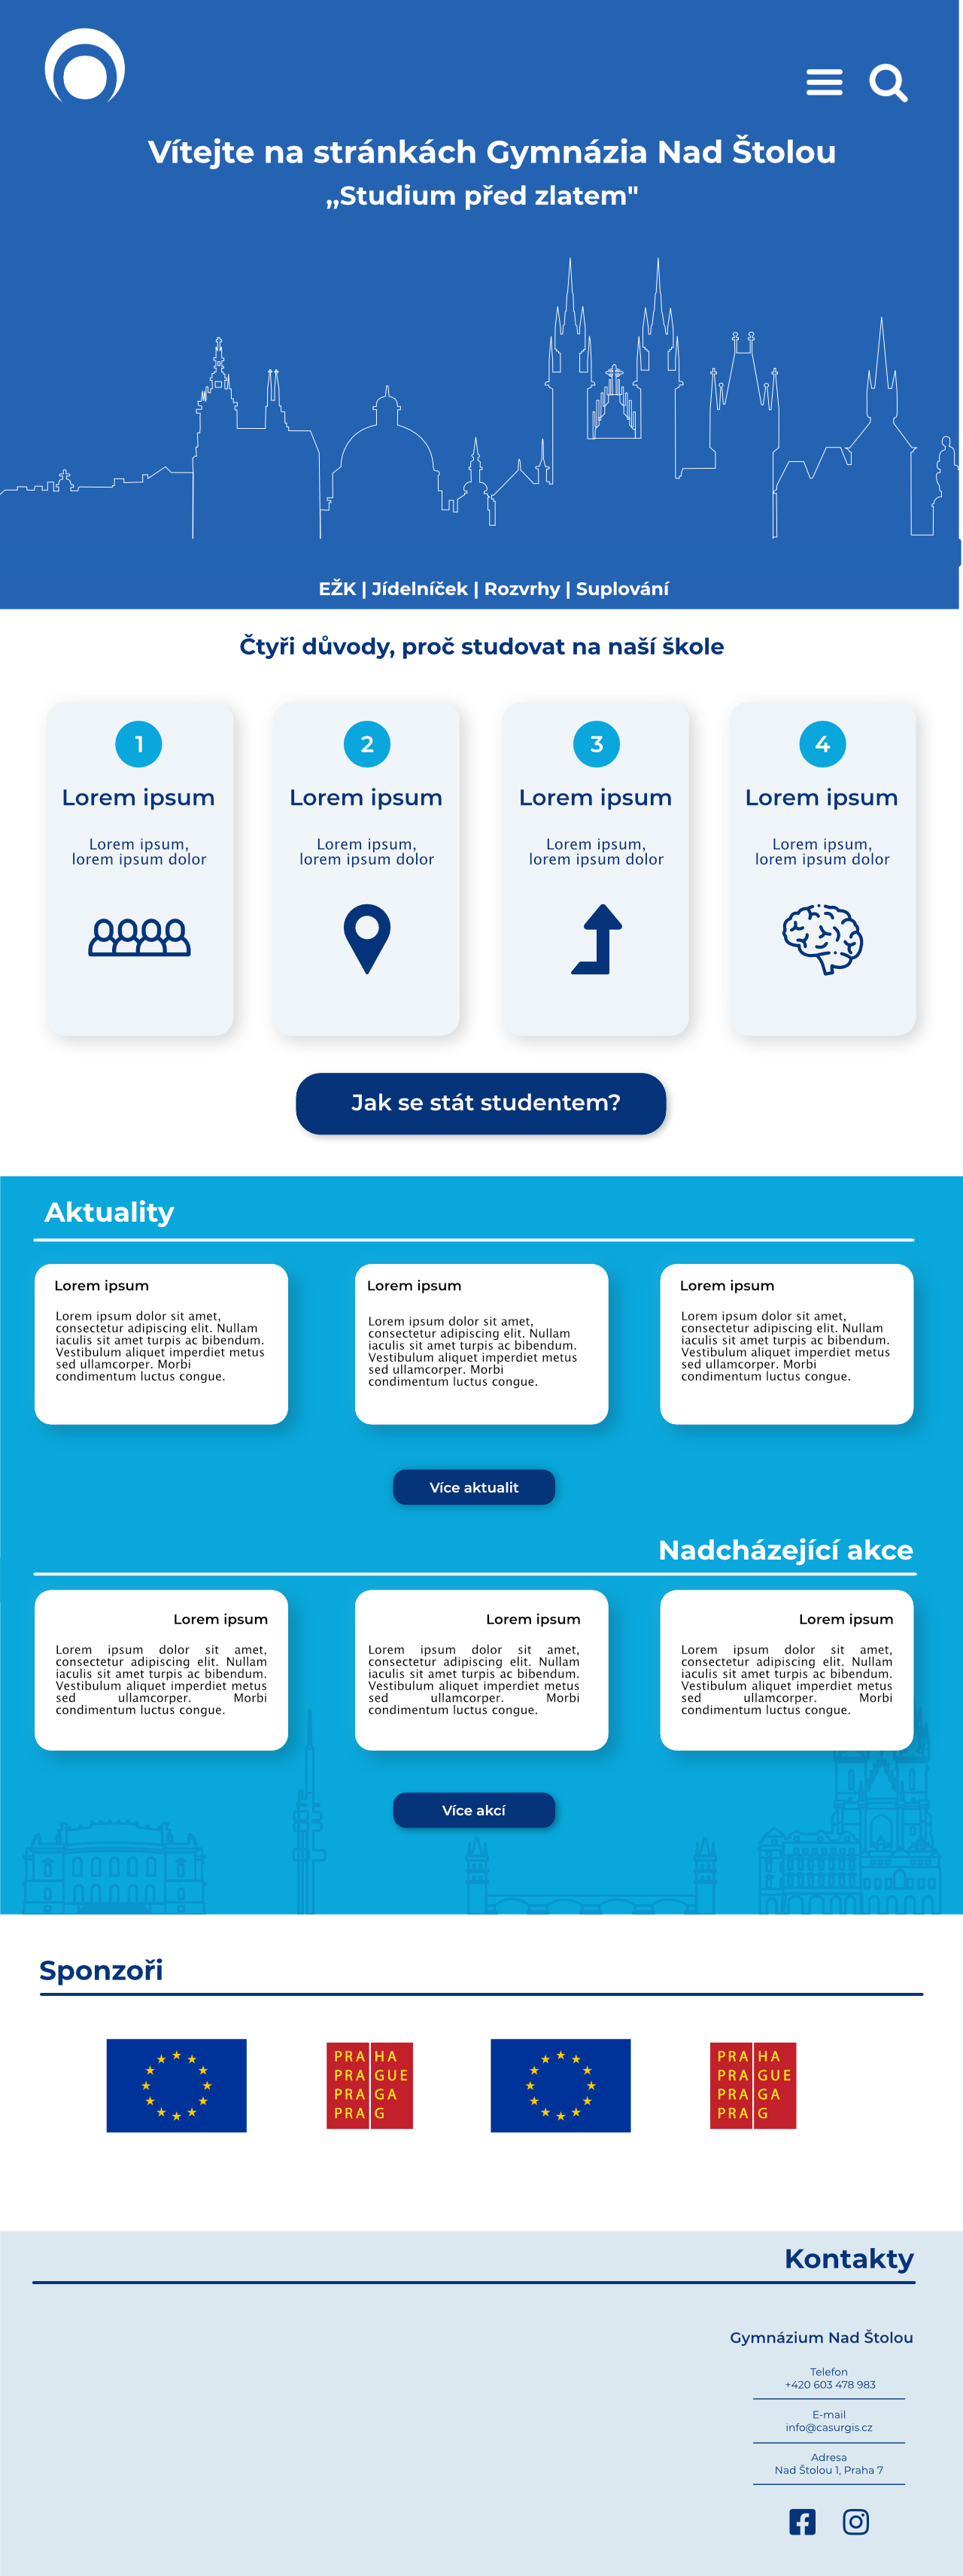 Vítejte na stránkách Gymnázia Nad Štolou
,,Studium před zlatem"
EŽK | Jídelníček | Rozvrhy | Suplování
Čtyři důvody, proč studovat na naší škole
1
Lorem ipsum
Lorem ipsum,
lorem ipsum dolor
2
Lorem ipsum
Lorem ipsum,
lorem ipsum dolor
3
Lorem ipsum
Lorem ipsum,
lorem ipsum dolor
4
Lorem ipsum
Lorem ipsum,
lorem ipsum dolor
Jak se stát studentem?
Aktuality
Lorem ipsum
Lorem ipsum dolor sit amet,
consectetur adipiscing elit. Nullam
iaculis sit amet turpis ac bibendum.
Vestibulum aliquet imperdiet metus
sed ullamcorper. Morbi
condimentum luctus congue.
Lorem ipsum
Lorem ipsum dolor sit amet,
consectetur adipiscing elit. Nullam
iaculis sit amet turpis ac bibendum.
Vestibulum aliquet imperdiet metus
sed ullamcorper. Morbi
condimentum luctus congue.
Lorem ipsum
Lorem ipsum dolor sit amet,
consectetur adipiscing elit. Nullam
iaculis sit amet turpis ac bibendum.
Vestibulum aliquet imperdiet metus
sed ullamcorper. Morbi
condimentum luctus congue.
Více aktualit
Nadcházející akce
Lorem ipsum
Lorem ipsum dolor sit amet,
consectetur adipiscing elit. Nullam
iaculis sit amet turpis ac bibendum.
Vestibulum aliquet imperdiet metus
sed ullamcorper. Morbi
condimentum luctus congue.
Lorem ipsum
Lorem ipsum dolor sit amet,
consectetur adipiscing elit. Nullam
iaculis sit amet turpis ac bibendum.
Vestibulum aliquet imperdiet metus
sed ullamcorper. Morbi
condimentum luctus congue.
Lorem ipsum
Lorem ipsum dolor sit amet,
consectetur adipiscing elit. Nullam
iaculis sit amet turpis ac bibendum.
Vestibulum aliquet imperdiet metus
sed ullamcorper. Morbi
condimentum luctus congue.
Více akcí
Sponzoři
PRA HA
PRA GUE
PRA GA
PRA G
PRA HA
PRA GUE
PRA GA
PRA G
Kontakty
Gymnázium Nad Štolou
Telefon
+420 603 478 983
E-mail
info@casurgis.cz
Adresa
Nad Štolou 1, Praha 7